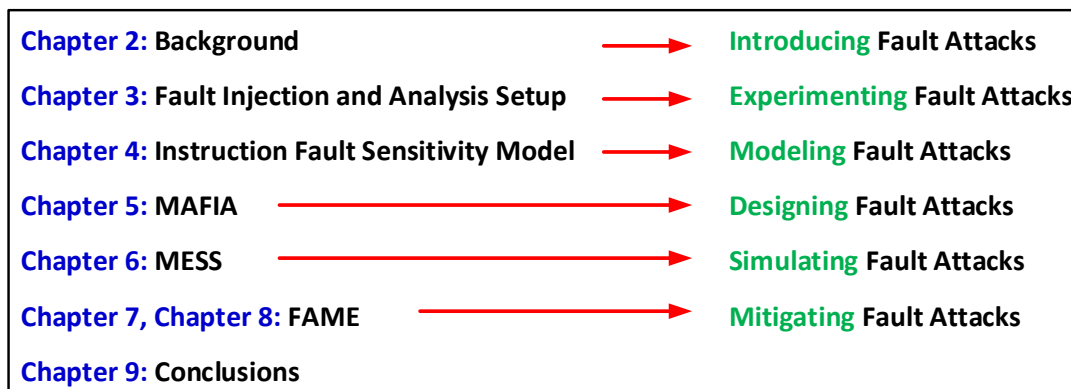 Chapter 2: Background Introducing Fault Attacks
Chapter 3: Fault Injection and Analysis Setup Experimenting Fault Attacks
Chapter 4: Instruction Fault Sensitivity Model Modeling Fault Attacks
Chapter 5: MAFIA Designing Fault Attacks
Chapter 6: MESS Simulating Fault Attacks
Chapter 7, Chapter 8: FAME Mitigating Fault Attacks
Chapter 9: Conclusions